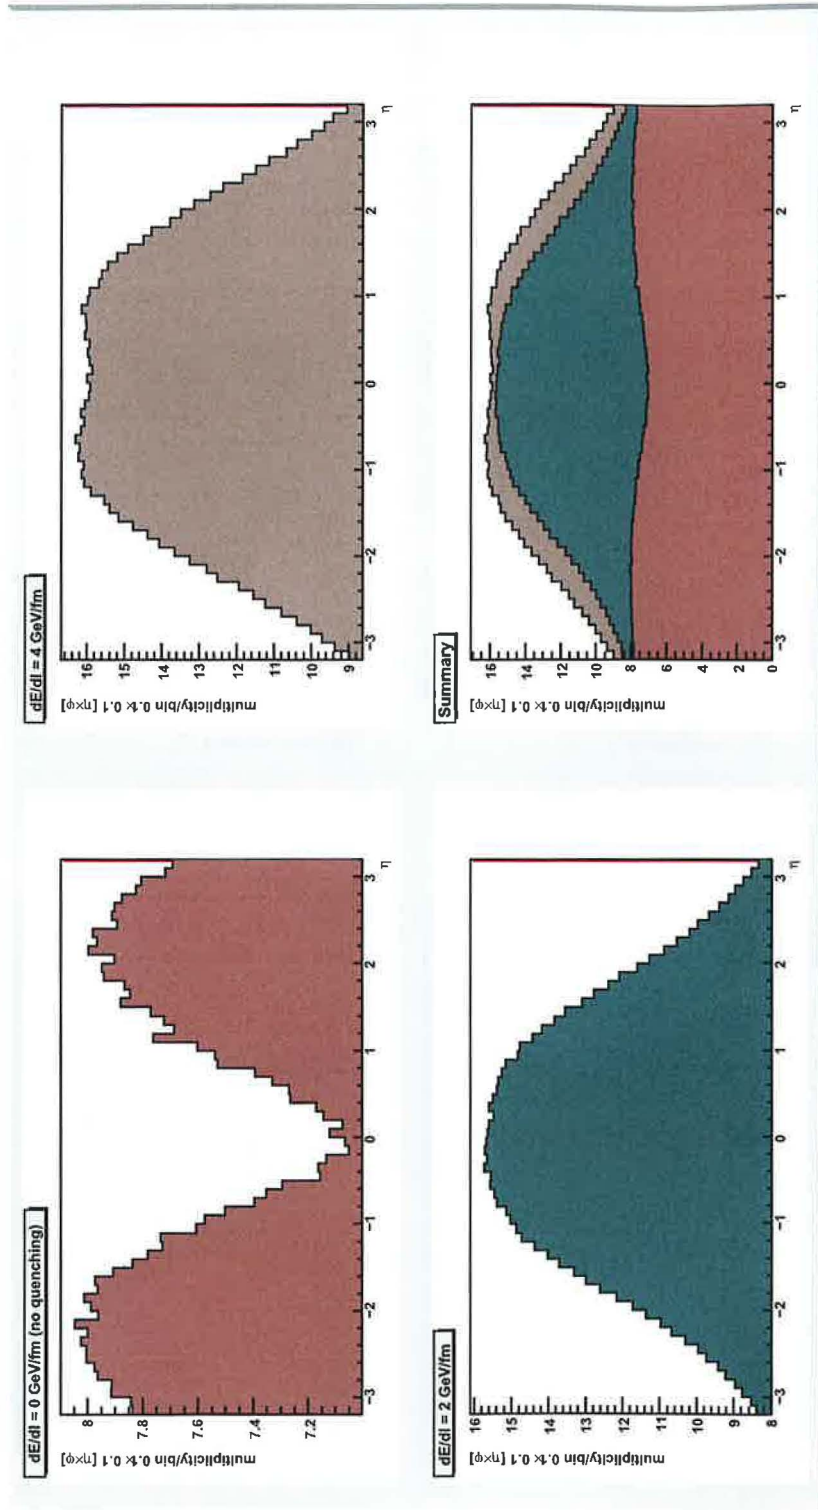 dE/dl = 0 GeV/fm (no quenching)
multiplicity/bin 0.1x 0.1 [η×φ]
8
7.8
7.6
7.4
7.2
-3 -2 -1 0 1 2 3
η
dE/dl = 4 GeV/fm
multiplicity/bin 0.1x 0.1 [η×φ]
16
15
14
13
12
11
10
9
-3 -2 -1 0 1 2 3
η
dE/dl = 2 GeV/fm
multiplicity/bin 0.1x 0.1 [η×φ]
16
15
14
13
12
11
10
9
8
-3 -2 -1 0 1 2 3
η
Summary
multiplicity/bin 0.1x 0.1 [η×φ]
16
14
12
10
8
6
4
2
0
-3 -2 -1 0 1 2 3
η